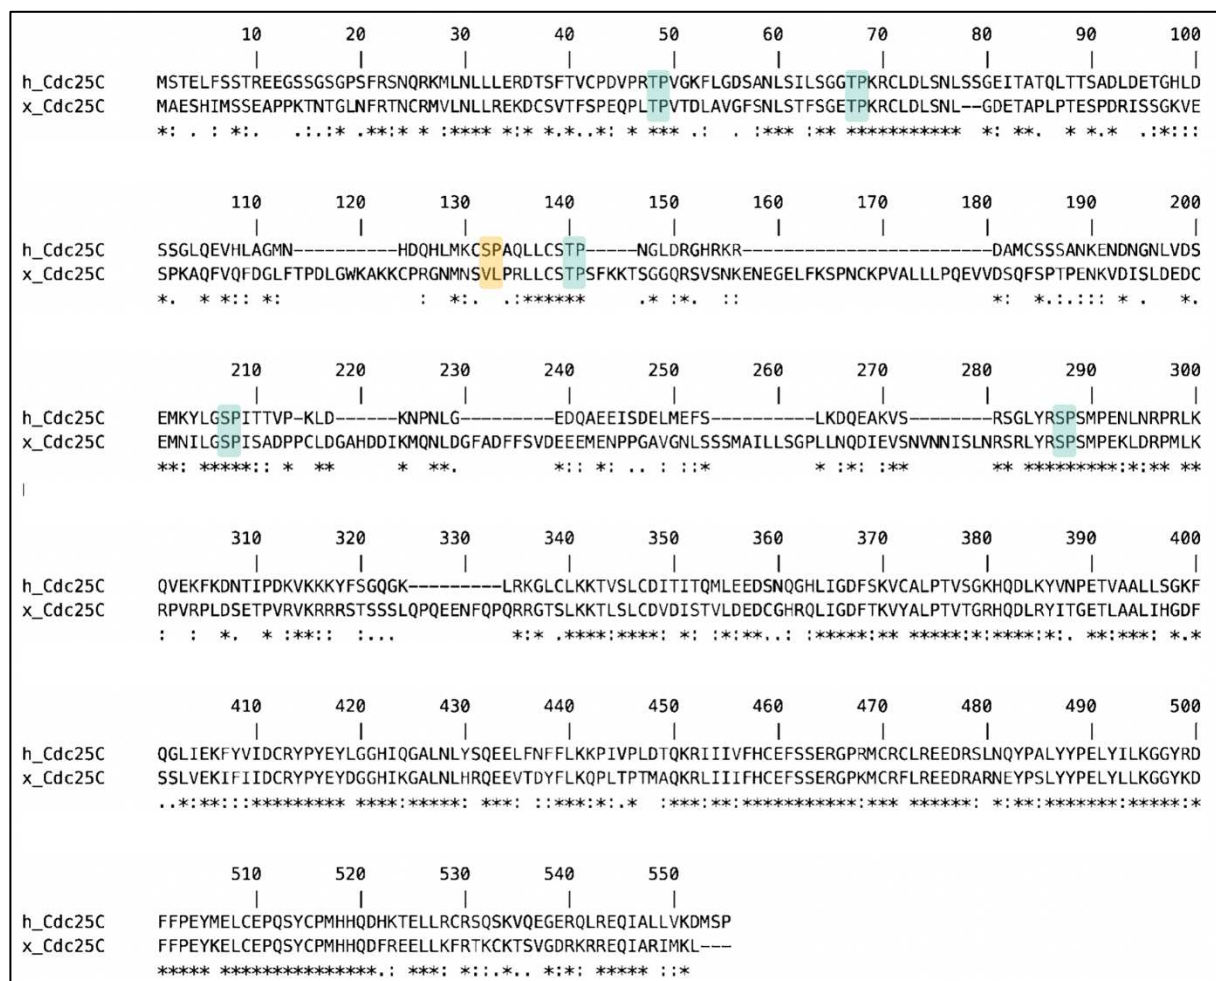 10 20 30 40 50 60 70 80 90 100
| | | | | | | | | |
h_Cdc25C MSTELFSSTREEGSSGSGPSFRSNQRKMLNLLLERDTSFTVCPDVPRTPVGKFLGDSANLSILSGGTPKRCLDLSNLSSGEITATQLTTSADLDETGHLD
x_Cdc25C MAESHIMSSEAPPKTNTGLNFRTNCRMVLNLLREKDCSVTFSPEQPLTPVTDLAVGFSNLSTFSGETPKRCLDLSNL--GDETAPLPTESPDRISSGKVE
*: . . *:. .:.:* .**:* * :**** *:* *.*..* *: * *** :. . :***: :** *********** *: **. * *:* *. .:*:::
110 120 130 140 150 160 170 180 190 200
| | | | | | | | | |
h_Cdc25C SSGLQEVHLAGMN----------HDQHLMKCSPAQLLCSTP-----NGLDRGHRKR------------------------DAMCSSSANKENDNGNLVDS
x_Cdc25C SPKAQFVQFDGLFTPDLGWKAKKCPRGNMNSVLPRLLCSTPSFKKTSGGQRSVSNKENEGELFKSPNCKPVALLLPQEVVDSQFSPTPENKVDISLDEDC
*. * *:: *: : *:. .:******* .* :*. :: *: *.:.::: * . *.
210 220 230 240 250 260 270 280 290 300
| | | | | | | | | |
h_Cdc25C EMKYLGSPITTVP-KLD------KNPNLG---------EDQAEEISDELMEFS----------LKDQEAKVS--------RSGLYRSPSMPENLNRPRLK
x_Cdc25C EMNILGSPISADPPCLDGAHDDIKMQNLDGFADFFSVDEEEMENPPGAVGNLSSSMAILLSGPLLNQDIEVSNVNNISLNRSRLYRSPSMPEKLDRPMLK
**: *****:: * ** * **. *:: *: .. : ::* * :*: :** ** *********:*:** **
|
310 320 330 340 350 360 370 380 390 400
| | | | | | | | | |
h_Cdc25C QVEKFKDNTIPDKVKKKYFSGQGK---------LRKGLCLKKTVSLCDITITQMLEEDSNQGHLIGDFSKVCALPTVSGKHQDLKYVNPETVAALLSGKF
x_Cdc25C RPVRPLDSETPVRVKRRRSTSSSLQPQEENFQPQRRGTSLKKTLSLCDVDISTVLDEDCGHRQLIGDFTKVYALPTVTGRHQDLRYITGETLAALIHGDF
: : *. * :**:: :... *:* .****:****: *: :*:**..: :*****:** *****:*:****:*:. **:***: *.*
410 420 430 440 450 460 470 480 490 500
| | | | | | | | | |
h_Cdc25C QGLIEKFYVIDCRYPYEYLGGHIQGALNLYSQEELFNFFLKKPIVPLDTQKRIIIVFHCEFSSERGPRMCRCLREEDRSLNQYPALYYPELYILKGGYRD
x_Cdc25C SSLVEKIFIIDCRYPYEYDGGHIKGALNLHRQEEVTDYFLKQPLTPTMAQKRLIIIFHCEFSSERGPKMCRFLREEDRARNEYPSLYYPELYLLKGGYKD
..*:**:::********* ****:*****: ***: ::***:*:.* :***:**:***********:*** ******: *:**:*******:*****:*
510 520 530 540 550
| | | | |
h_Cdc25C FFPEYMELCEPQSYCPMHHQDHKTELLRCRSQSKVQEGERQLREQIALLVKDMSP
x_Cdc25C FFPEYKELCEPQSYCPMHHQDFREELLKFRTKCKTSVGDRKRREQIARIMKL---
***** ***************.: ***: *::.*.. *:*: ***** ::*